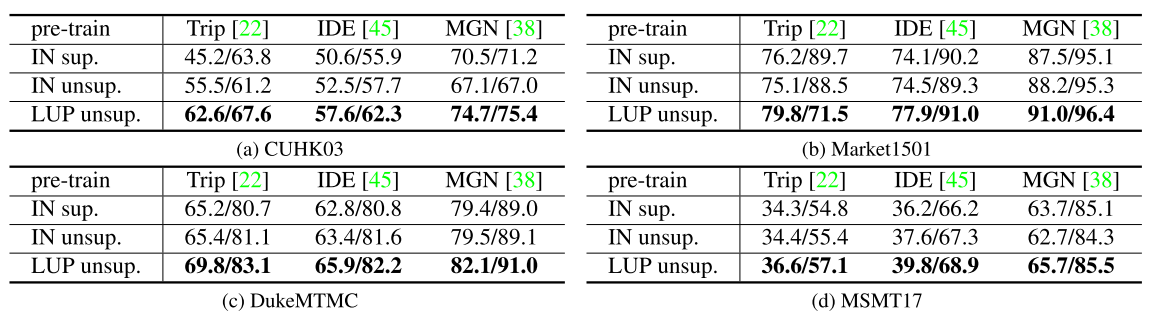 pre-train Trip [22] IDE [45] MGN [38]
IN sup. 45.2/63.8 50.6/55.9 70.5/71.2
IN unsup. 55.5/61.2 52.5/57.7 67.1/67.0
LUP unsup. 62.6/67.6 57.6/62.3 74.7/75.4
(a) CUHK03
pre-train Trip [22] IDE [45] MGN [38]
IN sup. 76.2/89.7 74.1/90.2 87.5/95.1
IN unsup. 75.1/88.5 74.5/89.3 88.2/95.3
LUP unsup. 79.8/71.5 77.9/91.0 91.0/96.4
(b) Market1501
pre-train Trip [22] IDE [45] MGN [38]
IN sup. 65.2/80.7 62.8/80.8 79.4/89.0
IN unsup. 65.4/81.1 63.4/81.6 79.5/89.1
LUP unsup. 69.8/83.1 65.9/82.2 82.1/91.0
(c) DukeMTMC
pre-train Trip [22] IDE [45] MGN [38]
IN sup. 34.3/54.8 36.2/66.2 63.7/85.1
IN unsup. 34.4/55.4 37.6/67.3 62.7/84.3
LUP unsup. 36.6/57.1 39.8/68.9 65.7/85.5
(d) MSMT17